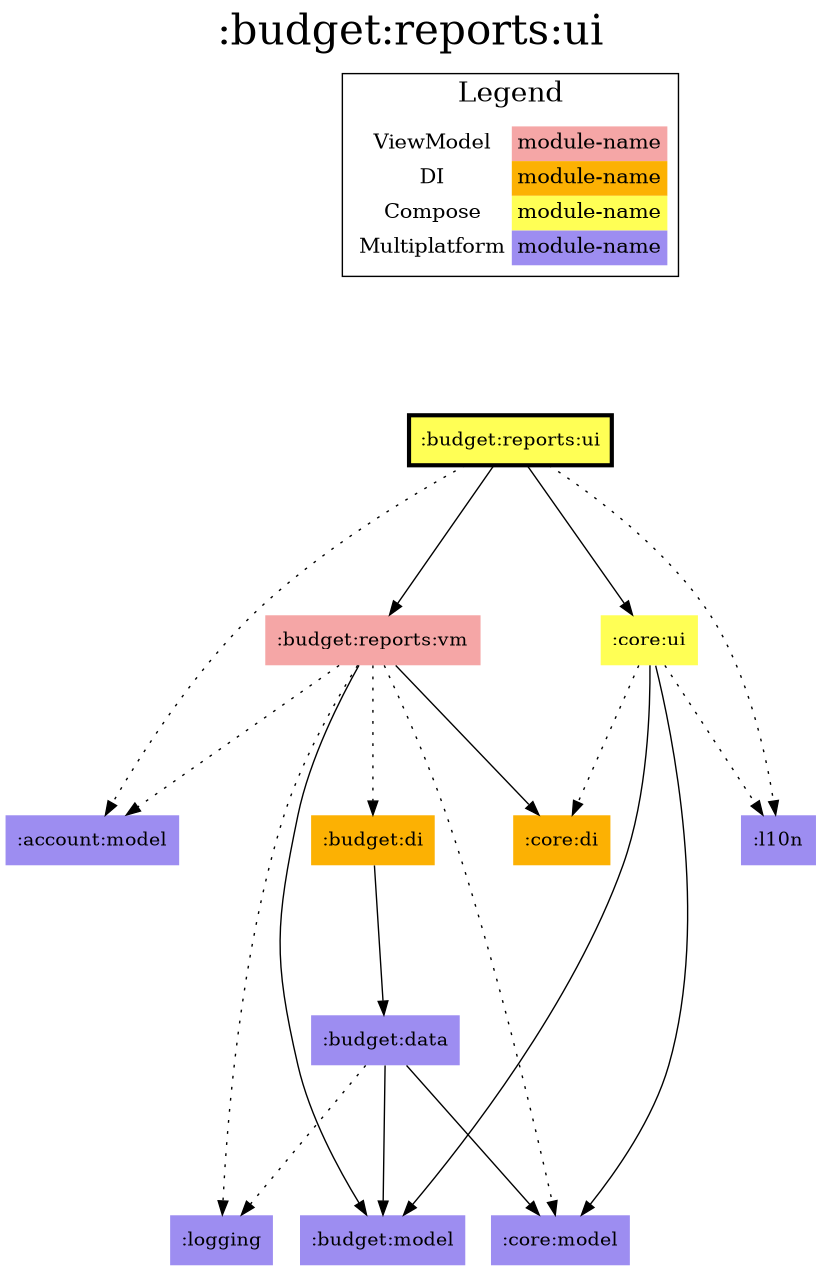 :budget:reports:ui
Legend
ViewModel module-name
DI module-name
Compose module-name
Multiplatform module-name
:budget:reports:ui
:budget:reports:vm
:core:ui
:account:model
:budget:di
:core:di
:l10n
:budget:data
:logging
:budget:model
:core:model